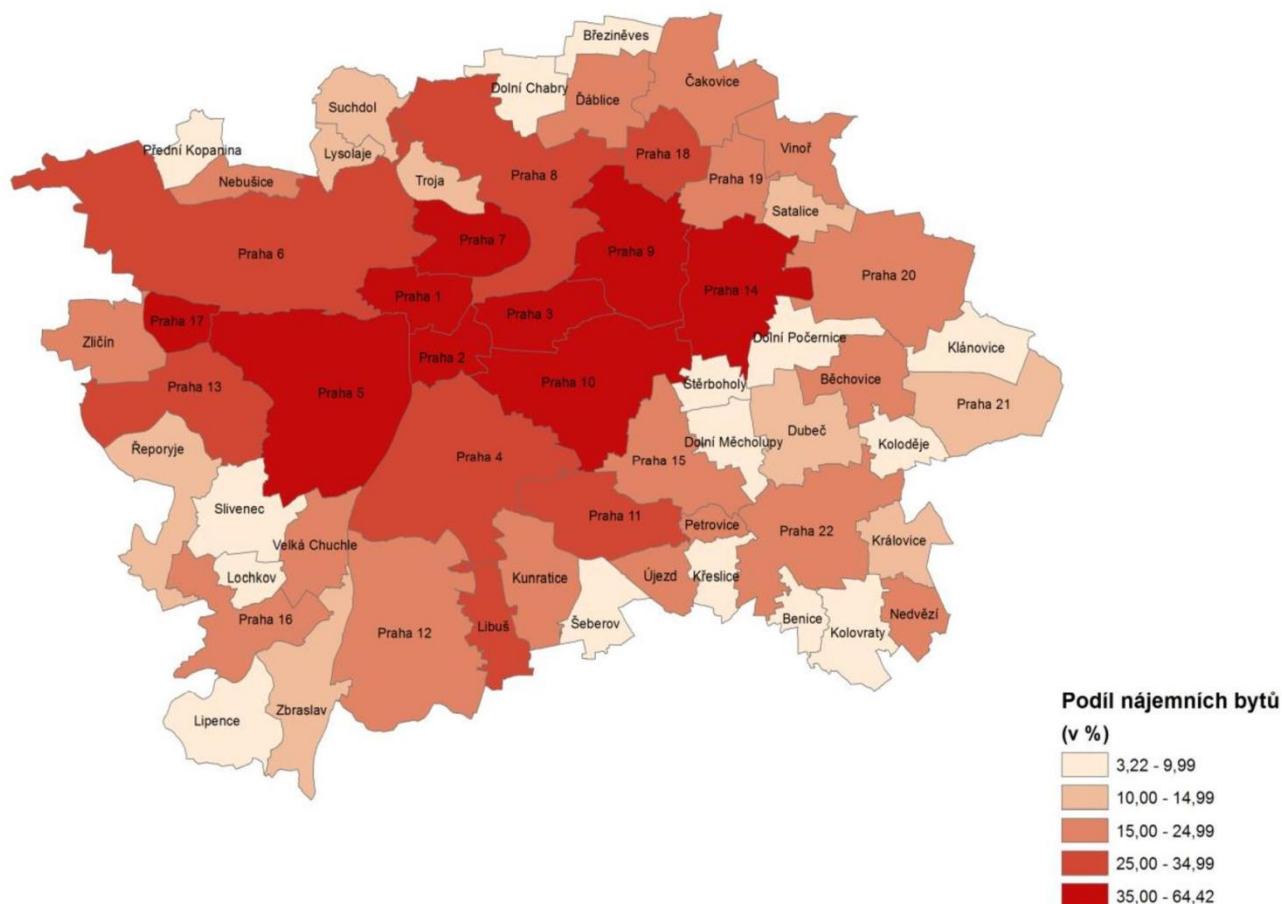 Březiněves
Dolní Chabry
Čakovice
Ďáblice
Suchdol
Přední Kopanina
Lysolaje
Praha 18
Vinoř
Nebušice
Troja
Praha 8
Praha 19
Satalice
Praha 7
Praha 6
Praha 9
Praha 20
Praha 14
Praha 1
Praha 3
Praha 17
Dolní Počernice
Zličín
Klánovice
Praha 2
Praha 13
Praha 5
Praha 10
Štěrboholy
Běchovice
Praha 21
Řeporyje
Praha 4
Dolní Měcholupy
Dubeč
Koloděje
Praha 15
Slivenec
Praha 11
Petrovice
Praha 22
Královice
Velká Chuchle
Lochkov
Kunratice
Újezd
Křeslice
Praha 16
Praha 12
Libuš
Šeberov
Benice
Kolovraty
Nedvězí
Lipence
Zbraslav
Podíl nájemních bytů
(v %)
3,22 - 9,99
10,00 - 14,99
15,00 - 24,99
25,00 - 34,99
35,00 - 64,42